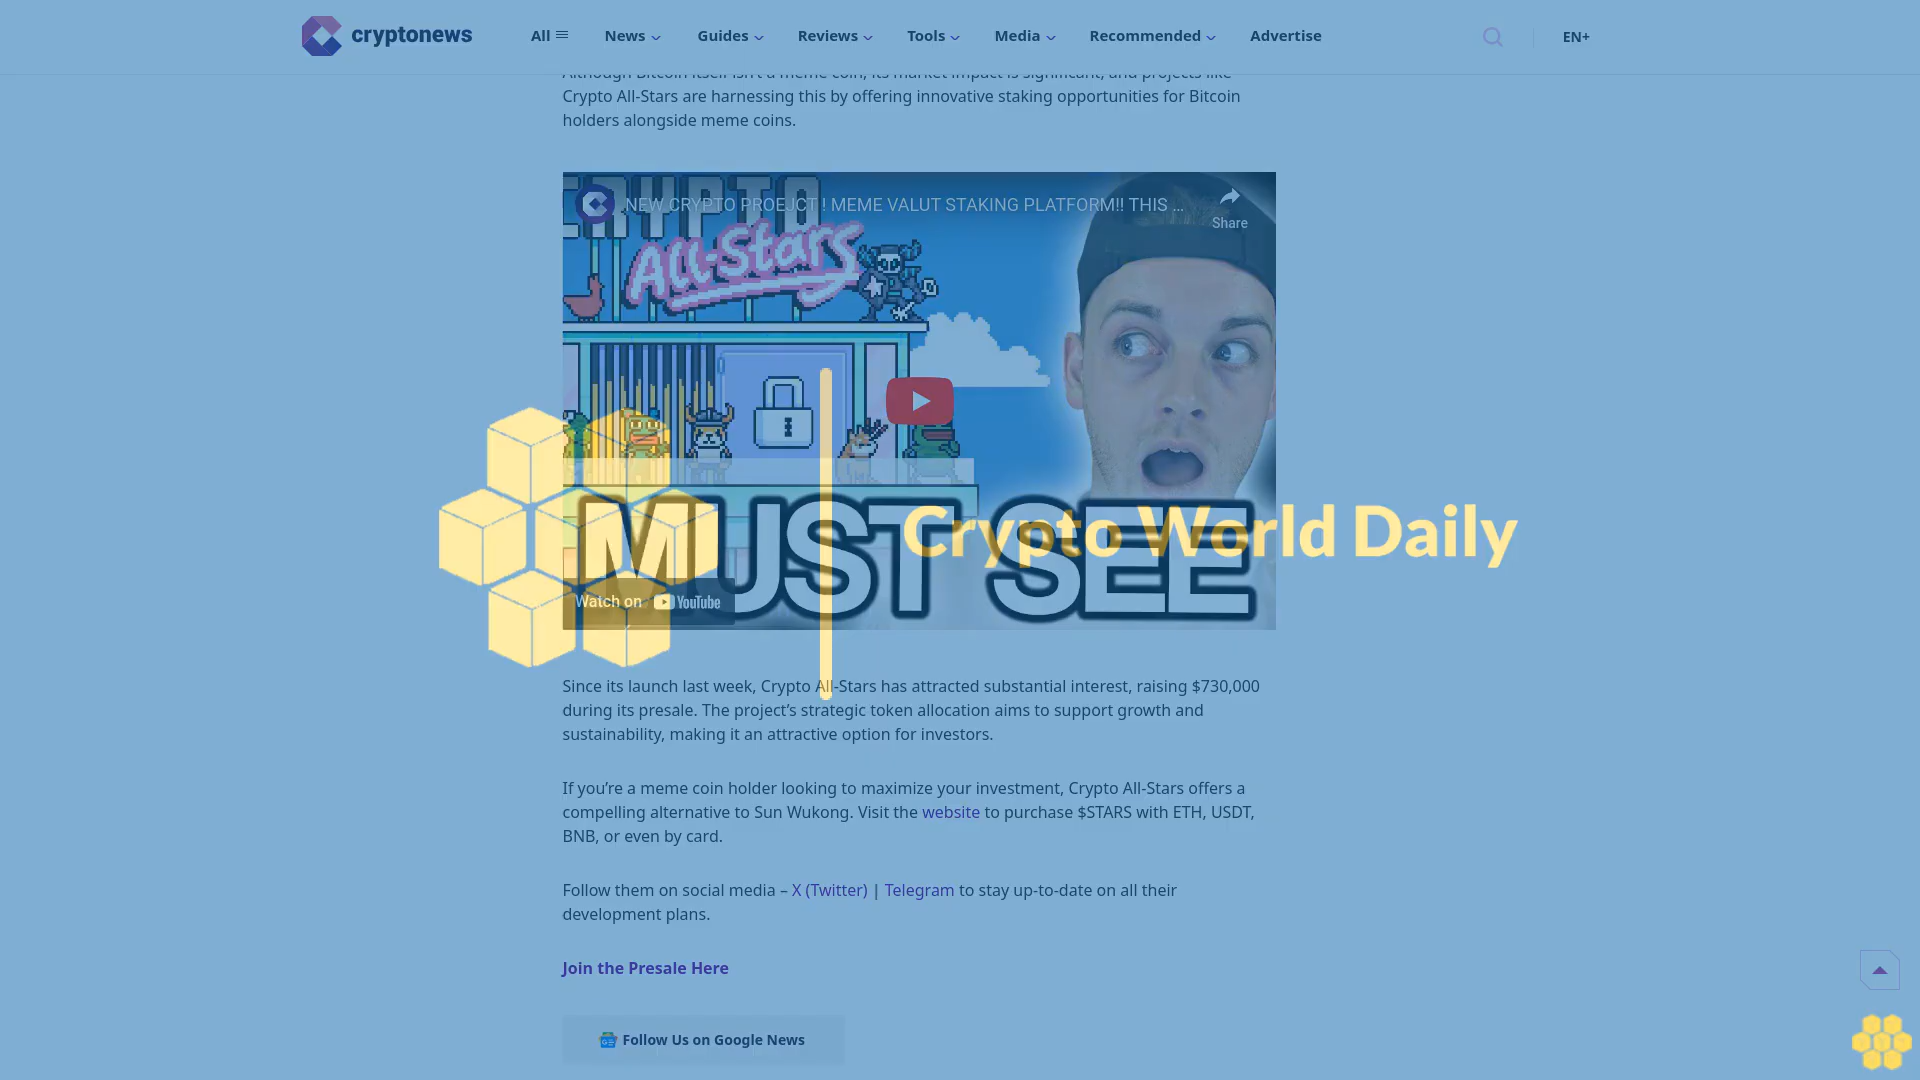 cryptonews
All News Guides Reviews Tools Media Recommended Advertise EN+
Although Bitcoin itself isn't a meme coin, its market impact is significant, and projects like
Crypto All-Stars are harnessing this by offering innovative staking opportunities for Bitcoin
holders alongside meme coins.
CRYPTO
All-Stars
NEW CRYPTO PROEJCT ! MEME VALUT STAKING PLATFORM!! THIS ...
Share
MUST SEE
Watch on YouTube
Crypto World Daily
Since its launch last week, Crypto All-Stars has attracted substantial interest, raising $730,000
during its presale. The project’s strategic token allocation aims to support growth and
sustainability, making it an attractive option for investors.
If you’re a meme coin holder looking to maximize your investment, Crypto All-Stars offers a
compelling alternative to Sun Wukong. Visit the website to purchase $STARS with ETH, USDT,
BNB, or even by card.
Follow them on social media – X (Twitter) | Telegram to stay up-to-date on all their
development plans.
Join the Presale Here
Follow Us on Google News